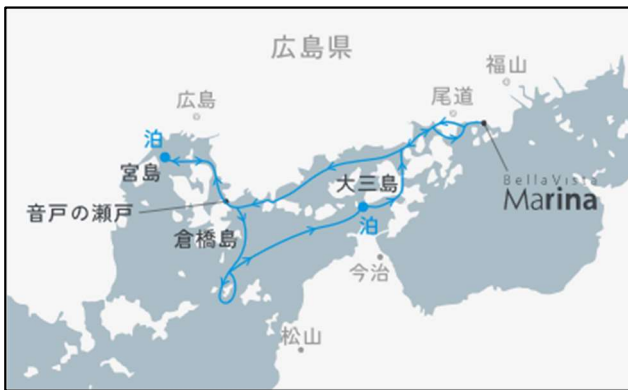 広島県
福山
尾道
広島
泊
宮島
大三島
BellaVista
Marina
音戸の瀬戸
倉橋島
泊
今治
松山